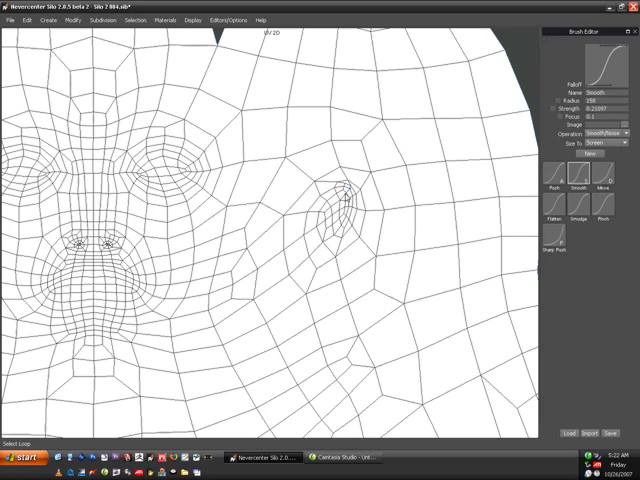 Nevercenter Silo 2.0.5 beta 2 - Silo 2 004.sib*
File Edit Create Modify Subdivision Selection Materials Display Editors/Options Help
UV 2D
Brush Editor
Falloff
Name Smooth
Radius 150
Strength 0.21097
Focus 0.1
Image ...
Operation Smooth/Noise
Size To Screen
New
A S D
Push Smooth Move
Flatten Smudge Pinch
F
Sharp Push
Load Import Save
Select Loop
start
Nevercenter Silo 2.0....
Camtasia Studio - Unt...
5:22 AM
Friday
10/26/2007